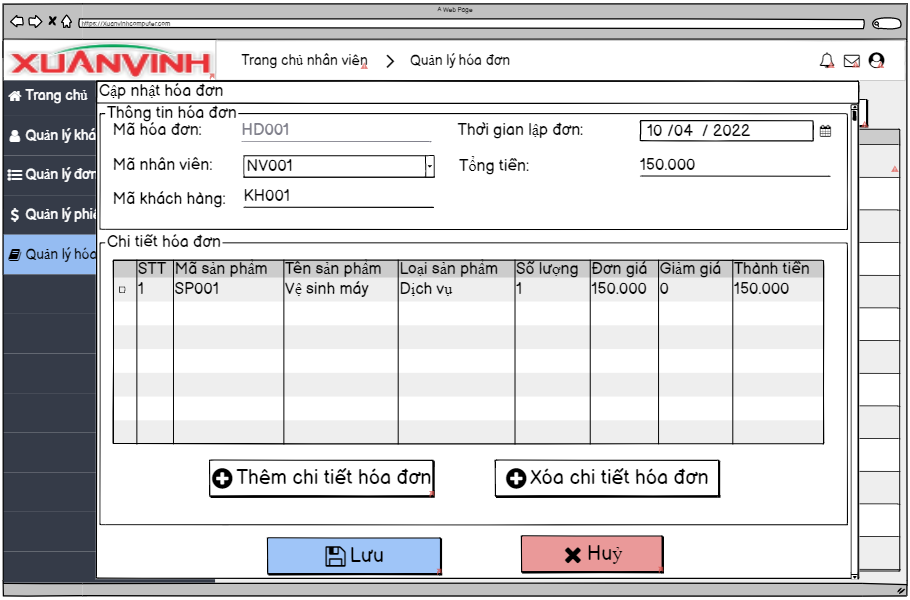 A Web Page
https://Xuanvinhcomputer.com
XUÂNVINH
Trang chủ nhân viên > Quản lý hóa đơn
Trang chủ
Quản lý khá
Quản lý đơn
Quản lý phiế
Quản lý hóa
Cập nhật hóa đơn
Thông tin hóa đơn
Mã hóa đơn: HD001 Thời gian lập đơn: 10 /04 / 2022
Mã nhân viên: NV001 Tổng tiền: 150.000
Mã khách hàng: KH001
Chi tiết hóa đơn
STT Mã sản phẩm Tên sản phẩm Loại sản phẩm Số lượng Đơn giá Giảm giá Thành tiền
1 SP001 Vệ sinh máy Dịch vụ 1 150.000 0 150.000
Thêm chi tiết hóa đơn Xóa chi tiết hóa đơn
Lưu Huỷ